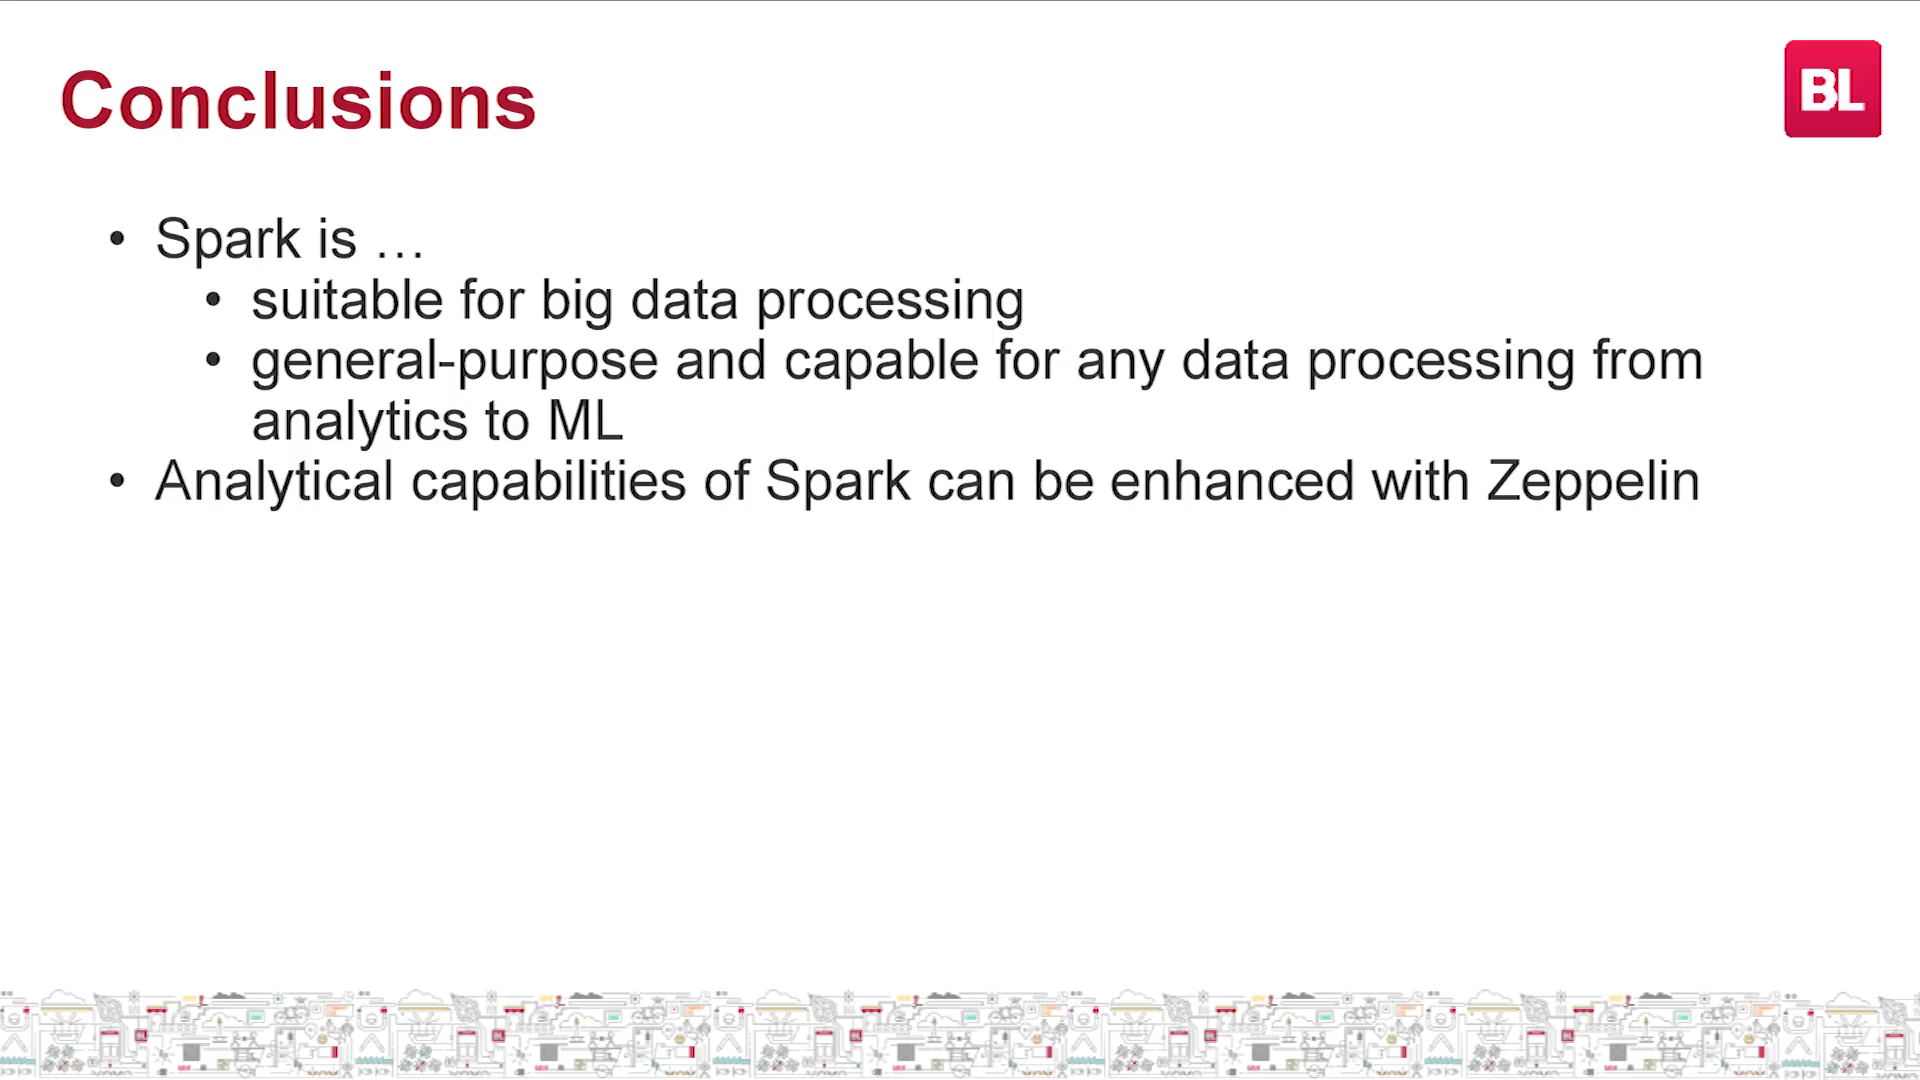 Conclusions
BL
• Spark is …
• suitable for big data processing
• general-purpose and capable for any data processing from
analytics to ML
• Analytical capabilities of Spark can be enhanced with Zeppelin